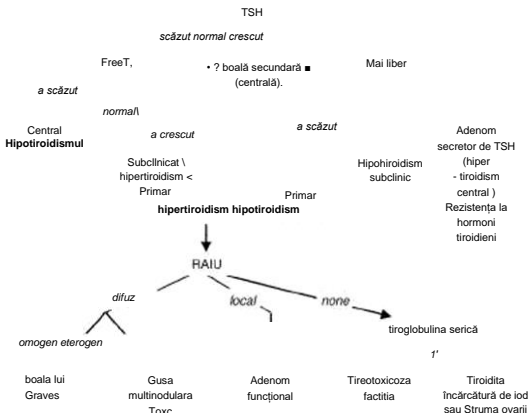 TSH
scăzut normal crescut
FreeT,
• ? boală secundară ■
(centrală).
Mai liber
a scăzut
normal\
Central
Hipotiroidismul
a crescut
a scăzut
Adenom
secretor de TSH
(hiper
- tiroidism
central )
Rezistența la
hormoni
tiroidieni
Subcllnicat \
hipertiroidism <
Primar
Hipohiroidism
subclinic
Primar
hipertiroidism hipotiroidism
RAIU
difuz
local
none
tiroglobulina serică
omogen eterogen
1'
boala lui
Graves
Gusa
multinodulara
Toxc
Adenom
funcțional
Tireotoxicoza
factitia
Tiroidita
încărcătură de iod
sau Struma ovarii